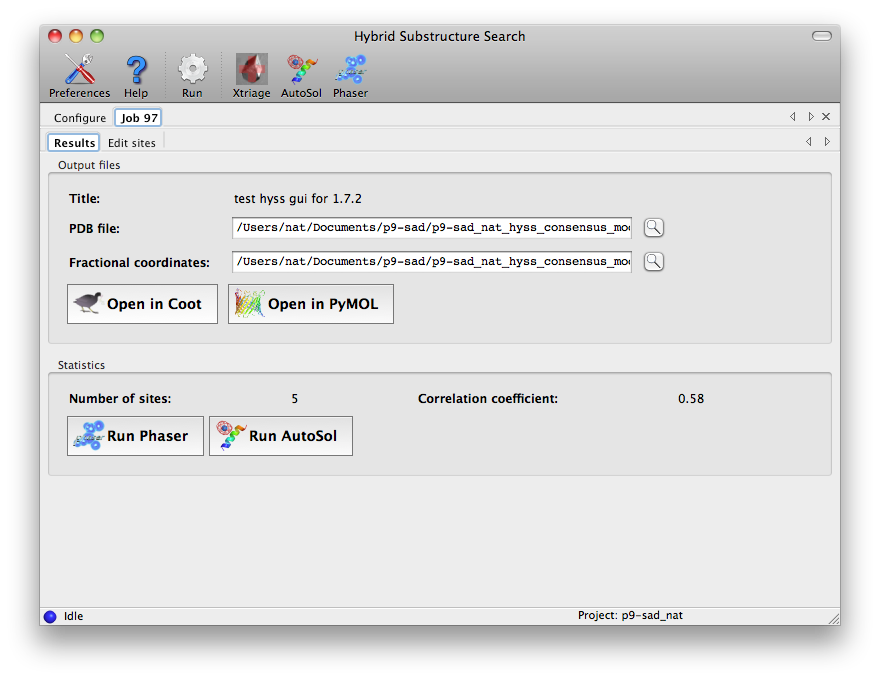 Hybrid Substructure Search
Preferences Help Run Xtriage AutoSol Phaser
Configure Job 97
Results Edit sites
Output files
Title: test hyss gui for 1.7.2
PDB file: /Users/nat/Documents/p9-sad/p9-sad_nat_hyss_consensus_mo
Fractional coordinates: /Users/nat/Documents/p9-sad/p9-sad_nat_hyss_consensus_mo
Open in Coot Open in PyMOL
Statistics
Number of sites: 5 Correlation coefficient: 0.58
Run Phaser Run AutoSol
Idle Project: p9-sad_nat